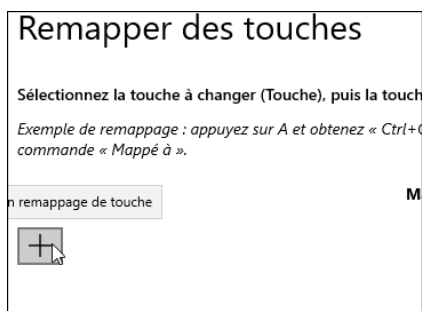 Remapper des touches
Sélectionnez la touche à changer (Touche), puis la touch
Exemple de remappage : appuyez sur A et obtenez « Ctrl+
commande « Mappé à ».
n remappage de touche
M